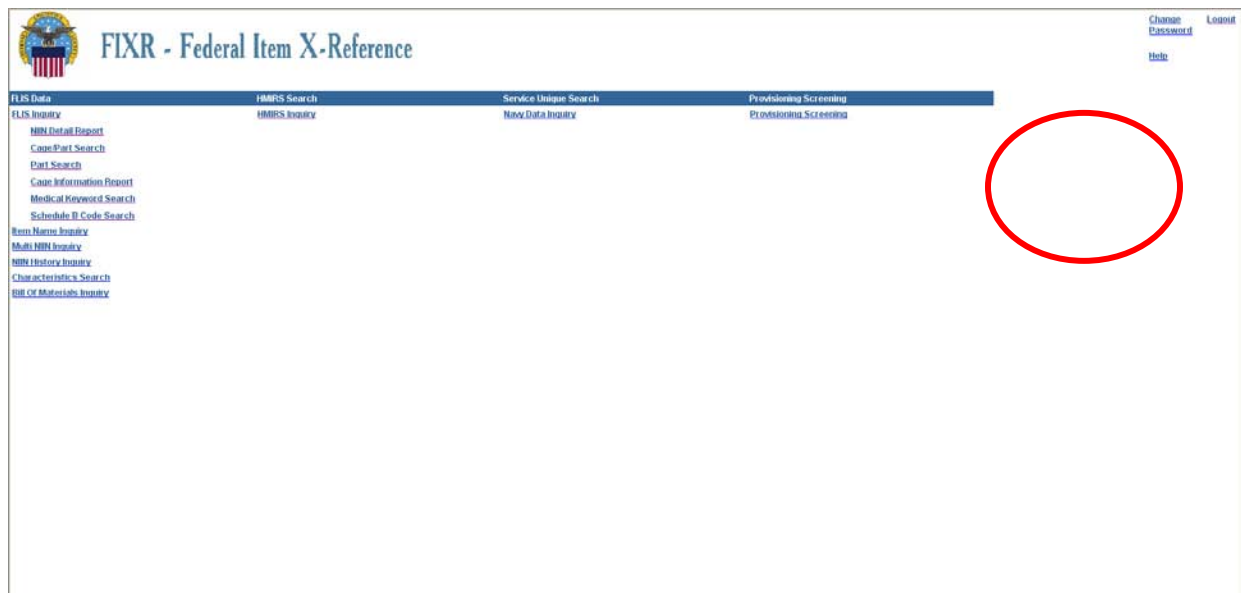 FIXR - Federal Item X-Reference
Change Password
Logout
Help
FLIS Data
HMIRS Search
Service Unique Search
Provisioning Screening
FLIS Inquiry
HMIRS Inquiry
Navy Data Inquiry
Provisioning Screening
NIIN Detail Report
Cage/Part Search
Part Search
Cage Information Report
Medical Keyword Search
Schedule B Code Search
Item Name Inquiry
Multi NIIN Inquiry
NIIN History Inquiry
Characteristics Search
Bill Of Materials Inquiry